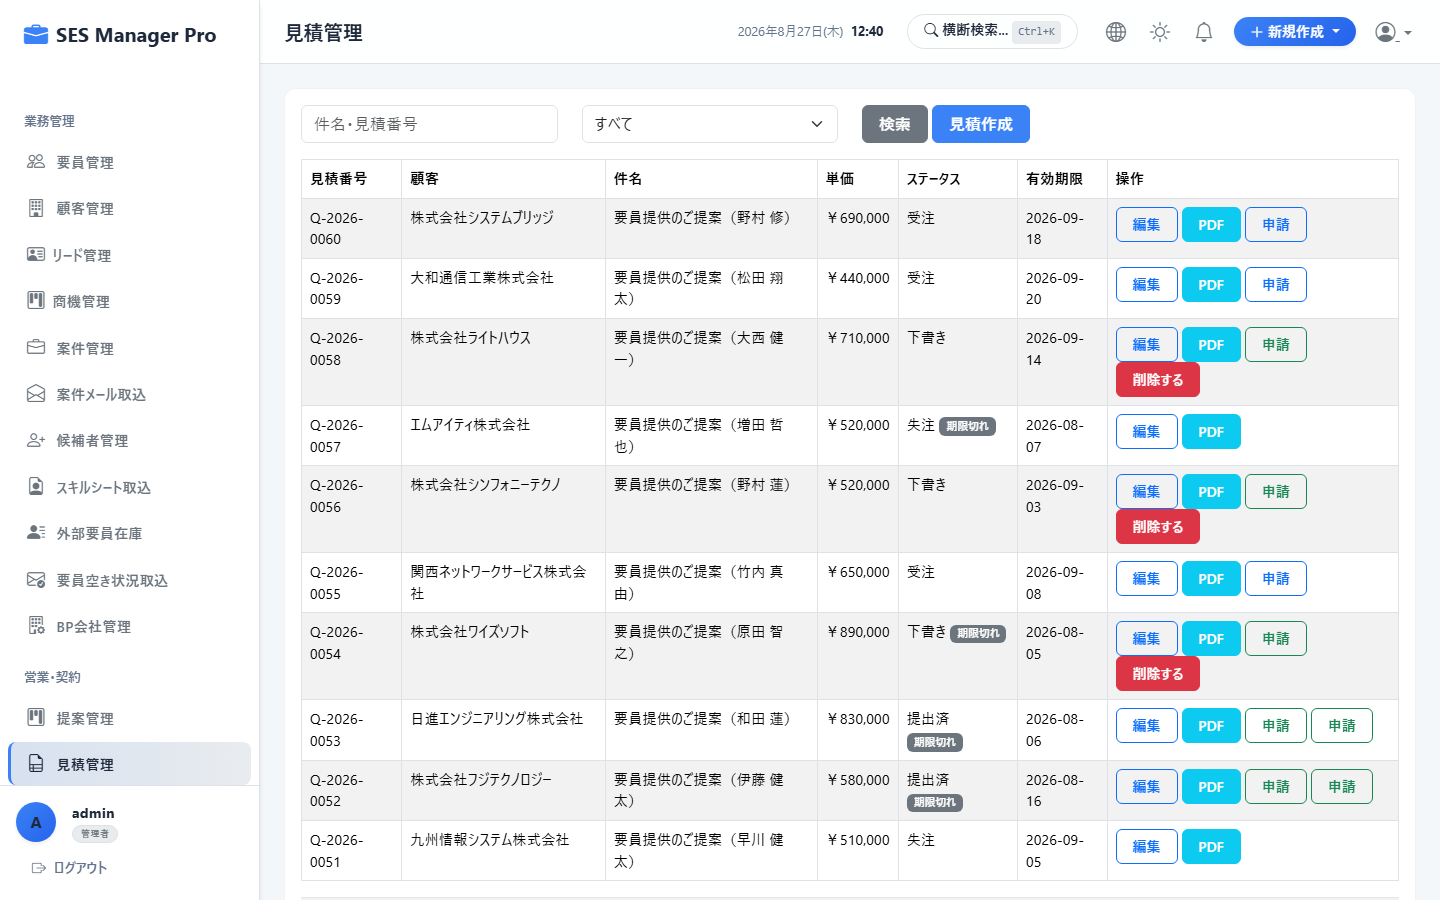 SES Manager Pro
見積管理
2026年8月27日(木) 12:40
横断検索... Ctrl+K
新規作成
業務管理
要員管理
顧客管理
リード管理
商機管理
案件管理
案件メール取込
候補者管理
スキルシート取込
外部要員在庫
要員空き状況取込
BP会社管理
営業・契約
提案管理
見積管理
A
admin
管理者
ログアウト
件名・見積番号
すべて
検索
見積作成
見積番号 顧客 件名 単価 ステータス 有効期限 操作
Q-2026-0060 株式会社システムブリッジ 要員提供のご提案（野村 修） ￥690,000 受注 2026-09-18 編集 PDF 申請
Q-2026-0059 大和通信工業株式会社 要員提供のご提案（松田 翔太） ￥440,000 受注 2026-09-20 編集 PDF 申請
Q-2026-0058 株式会社ライトハウス 要員提供のご提案（大西 健一） ￥710,000 下書き 2026-09-14 編集 PDF 申請 削除する
Q-2026-0057 エムアイティ株式会社 要員提供のご提案（増田 哲也） ￥520,000 失注 期限切れ 2026-08-07 編集 PDF
Q-2026-0056 株式会社シンフォニーテクノ 要員提供のご提案（野村 蓮） ￥520,000 下書き 2026-09-03 編集 PDF 申請 削除する
Q-2026-0055 関西ネットワークサービス株式会社 要員提供のご提案（竹内 真由） ￥650,000 受注 2026-09-08 編集 PDF 申請
Q-2026-0054 株式会社ワイズソフト 要員提供のご提案（原田 智之） ￥890,000 下書き 期限切れ 2026-08-05 編集 PDF 申請 削除する
Q-2026-0053 日進エンジニアリング株式会社 要員提供のご提案（和田 蓮） ￥830,000 提出済 期限切れ 2026-08-06 編集 PDF 申請 申請
Q-2026-0052 株式会社フジテクノロジー 要員提供のご提案（伊藤 健太） ￥580,000 提出済 期限切れ 2026-08-16 編集 PDF 申請 申請
Q-2026-0051 九州情報システム株式会社 要員提供のご提案（早川 健太） ￥510,000 失注 2026-09-05 編集 PDF